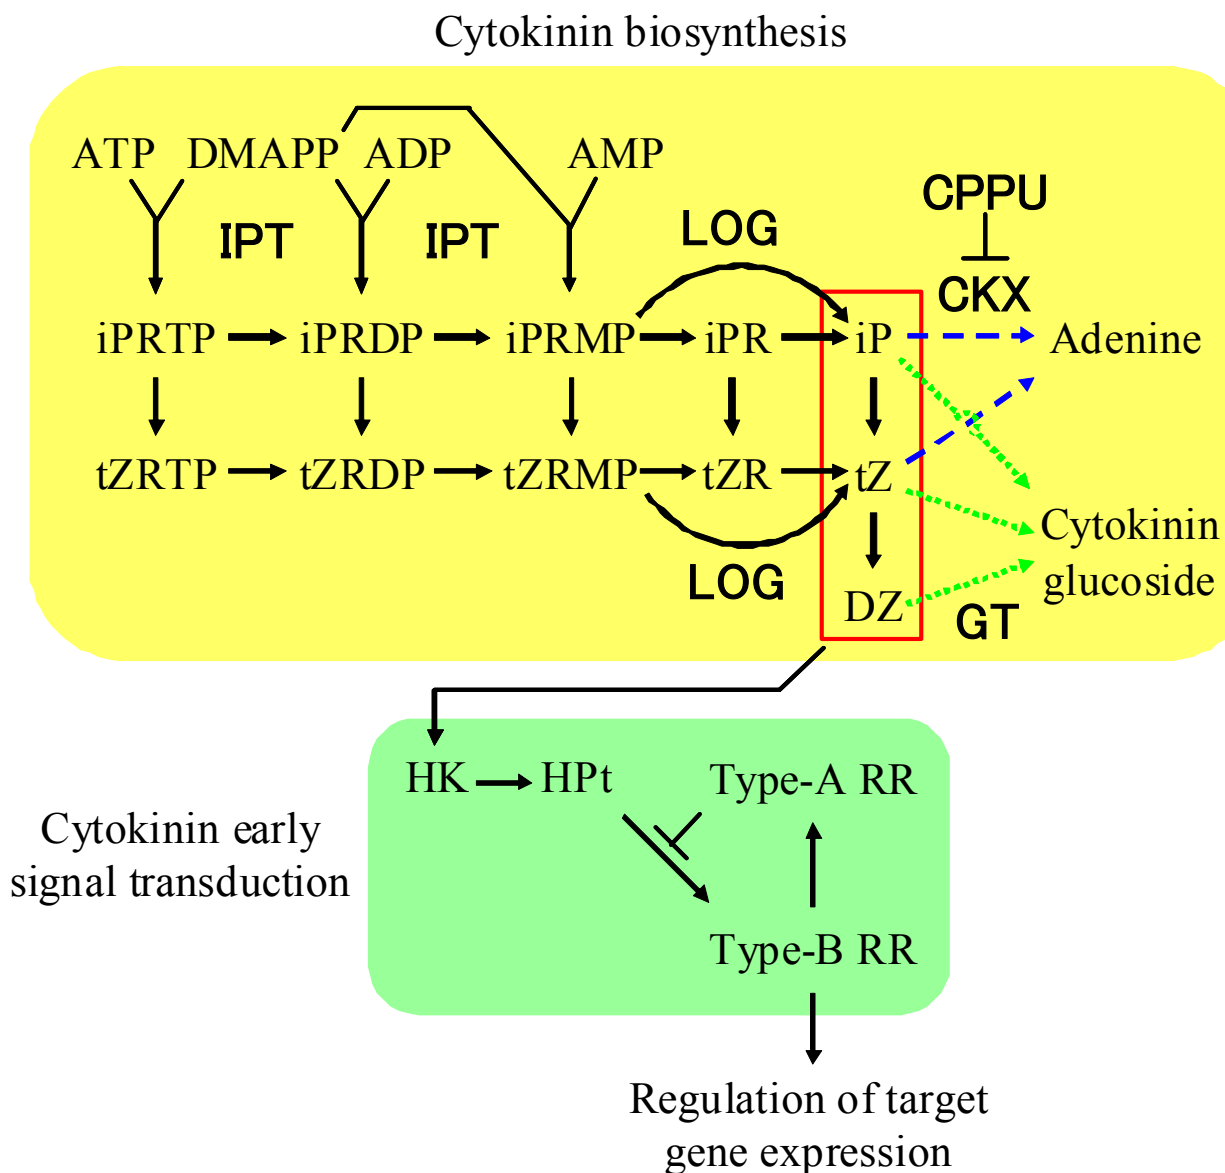 Cytokinin biosynthesis
ATP DMAPP ADP AMP
CPPU
IPT IPT LOG
CKX
iPRTP iPRDP iPRMP iPR iP Adenine
tZRTP tZRDP tZRMP tZR tZ
Cytokinin
glucoside
LOG DZ GT
HK HPt Type-A RR
Cytokinin early
signal transduction
Type-B RR
Regulation of target
gene expression